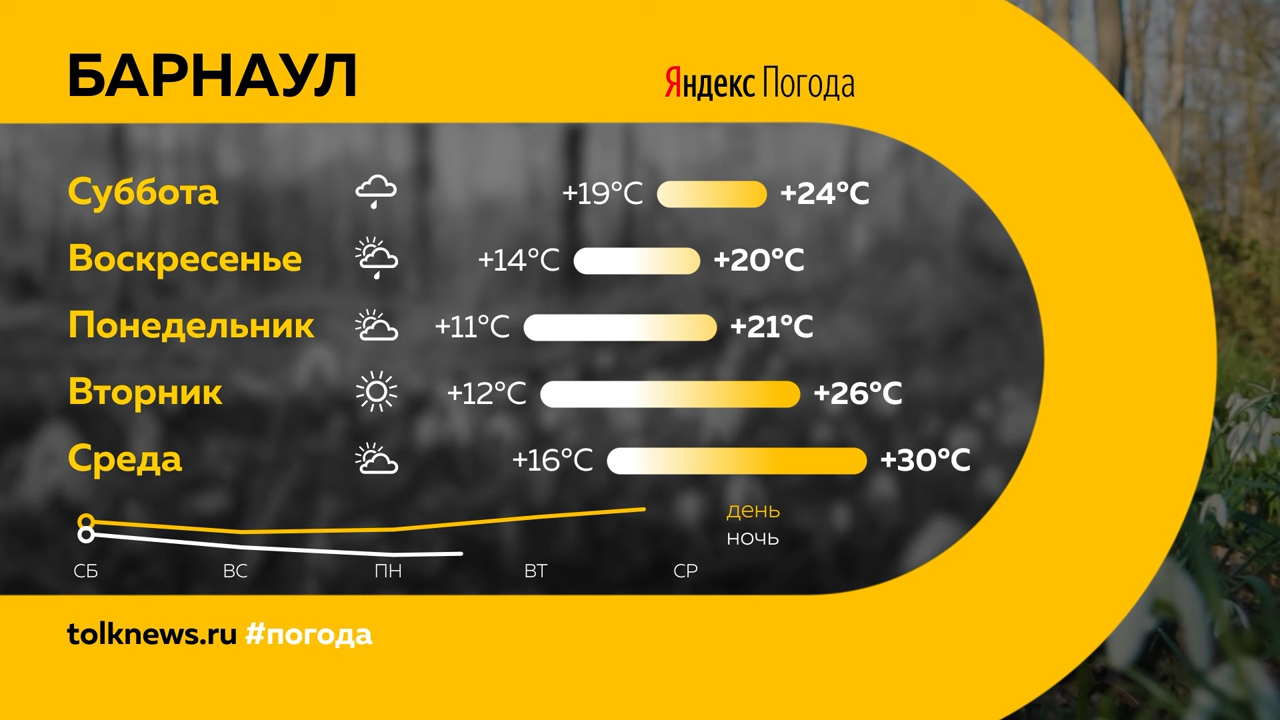 БАРНАУЛ
Яндекс Погода
Суббота +19°C +24°C
Воскресенье +14°C +20°C
Понедельник +11°C +21°C
Вторник +12°C +26°C
Среда +16°C +30°C
день
ночь
СБ ВС ПН ВТ СР
tolknews.ru #погода